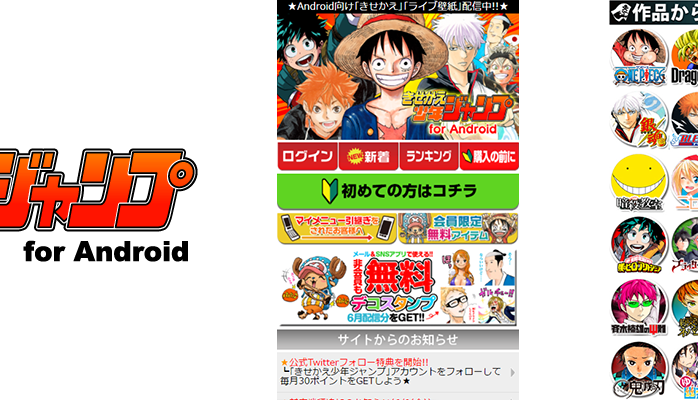 ジャンプ
for Android
★Android向け「きせかえ」「ライブ壁紙」配信中!!★
きせかえ
少年ジャンプ
for Android
ログイン
NEW 新着
ランキング
購入の前に
初めての方はコチラ
マイメニュー引継ぎを
されたお客様へ
会員限定
無料アイテム
メール&SNSアプリで使える!!
非会員も
無料
デコスタンプ
6月配信分をGET!!
サイトからのお知らせ
★公式Twitterフォロー特典を開始!!
┗「きせかえ少年ジャンプ」アカウントをフォローして
毎月30ポイントをGETしよう★
作品から
ONE PIECE
Drag
銀魂
BLE
暗殺教室
僕のヒーローアカデミア
斉木楠雄のΨ難
鬼滅の刃